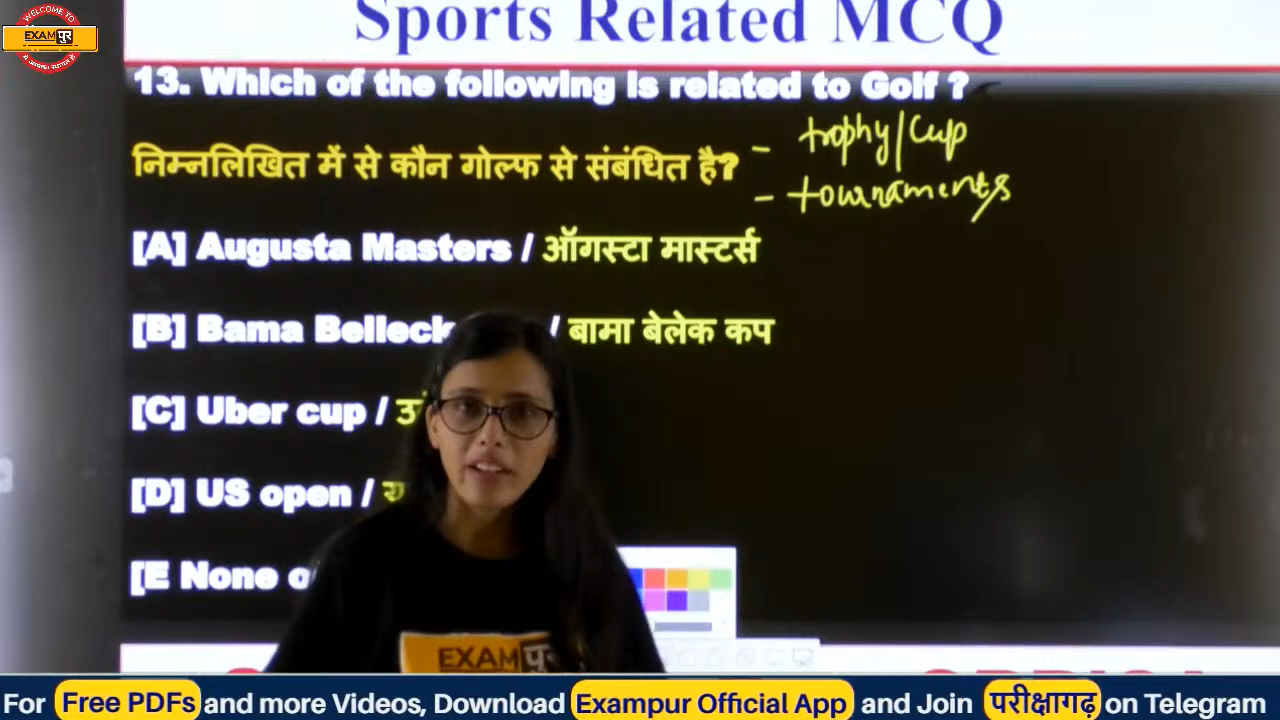 WELCOME TO
EXAMपुर
Sports Related MCQ
13. Which of the following is related to Golf ?
निम्नलिखित में से कौन गोल्फ से संबंधित है?
- trophy/Cup
- tournaments
[A] Augusta Masters / ऑगस्टा मास्टर्स
[B] Bama Belleck / बामा बेलेक कप
[C] Uber cup /
[D] US open /
[E None
EXAMपुर
For Free PDFs and more Videos, Download Exampur Official App and Join परीक्षागढ़ on Telegram